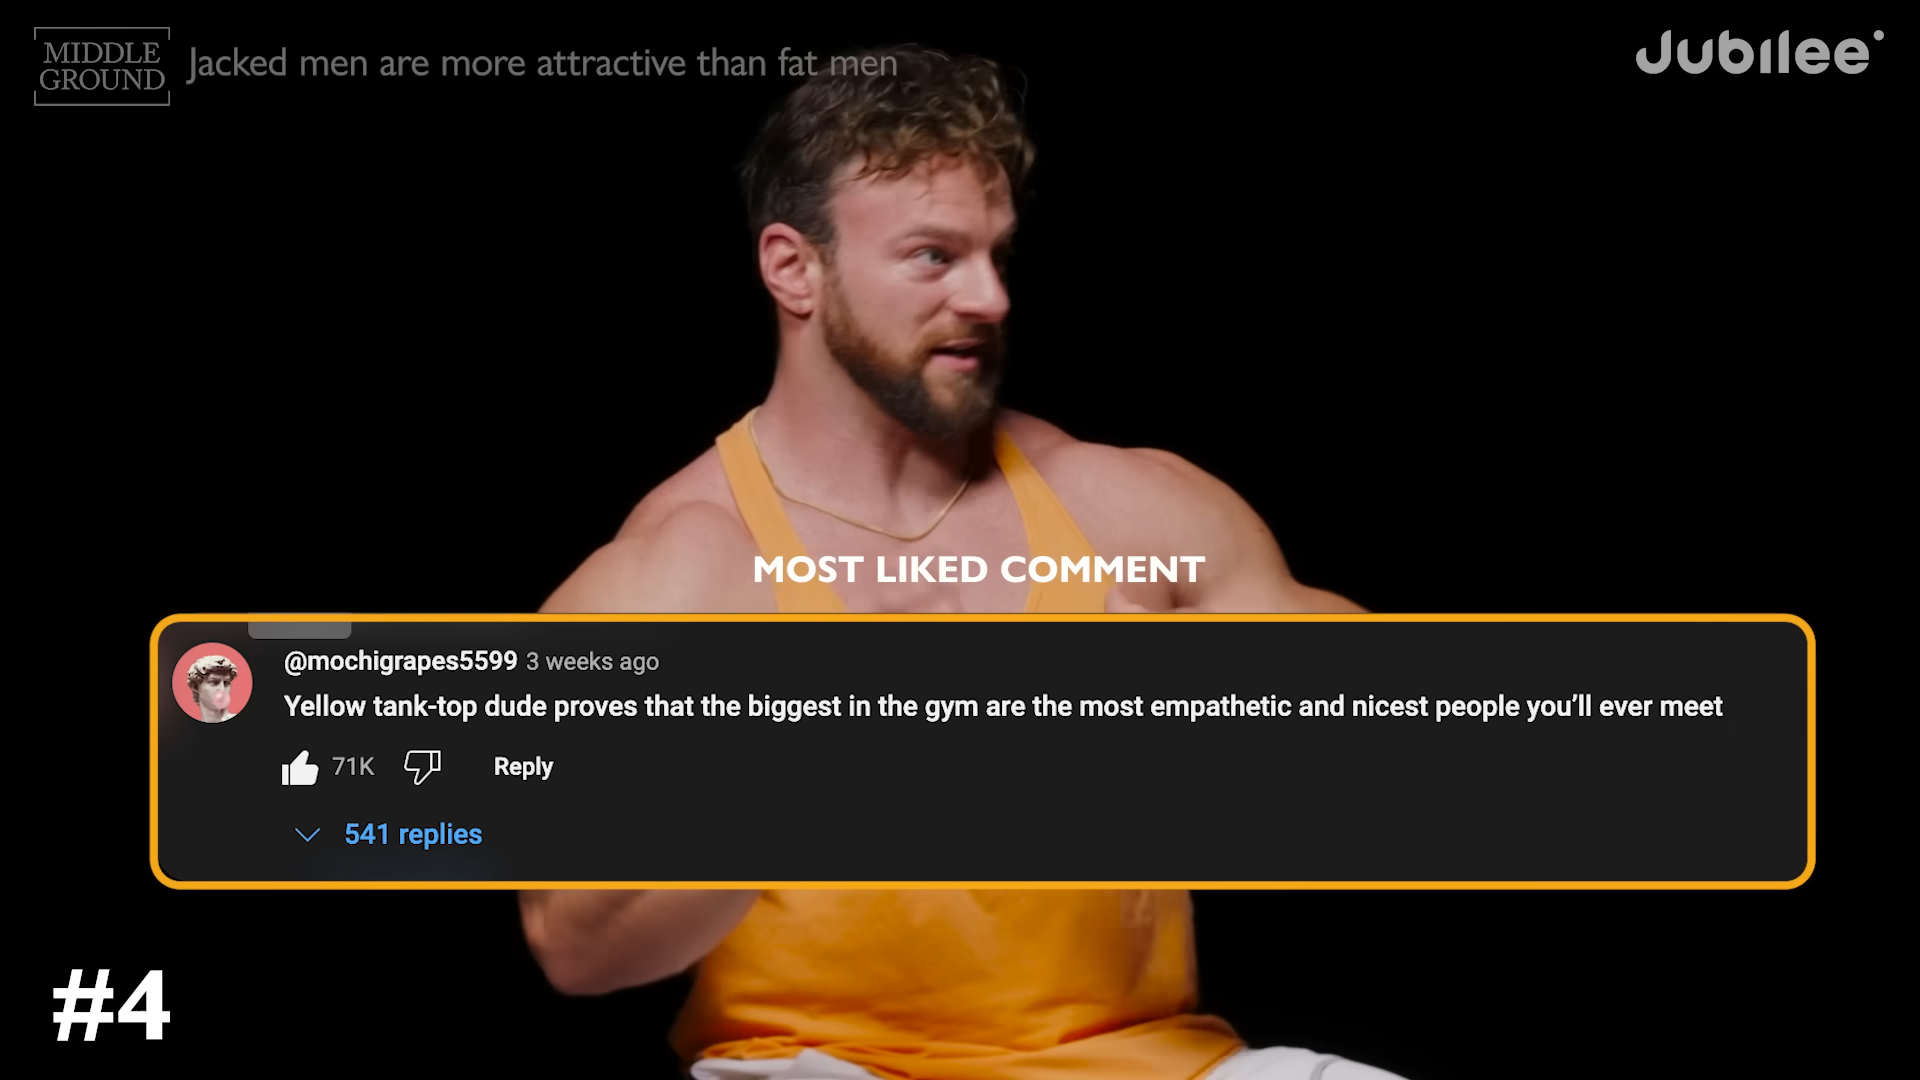 MIDDLE
GROUND
Jacked men are more attractive than fat men
Jubilee
MOST LIKED COMMENT
@mochigrapes5599 3 weeks ago
Yellow tank-top dude proves that the biggest in the gym are the most empathetic and nicest people you’ll ever meet
71K Reply
541 replies
#4